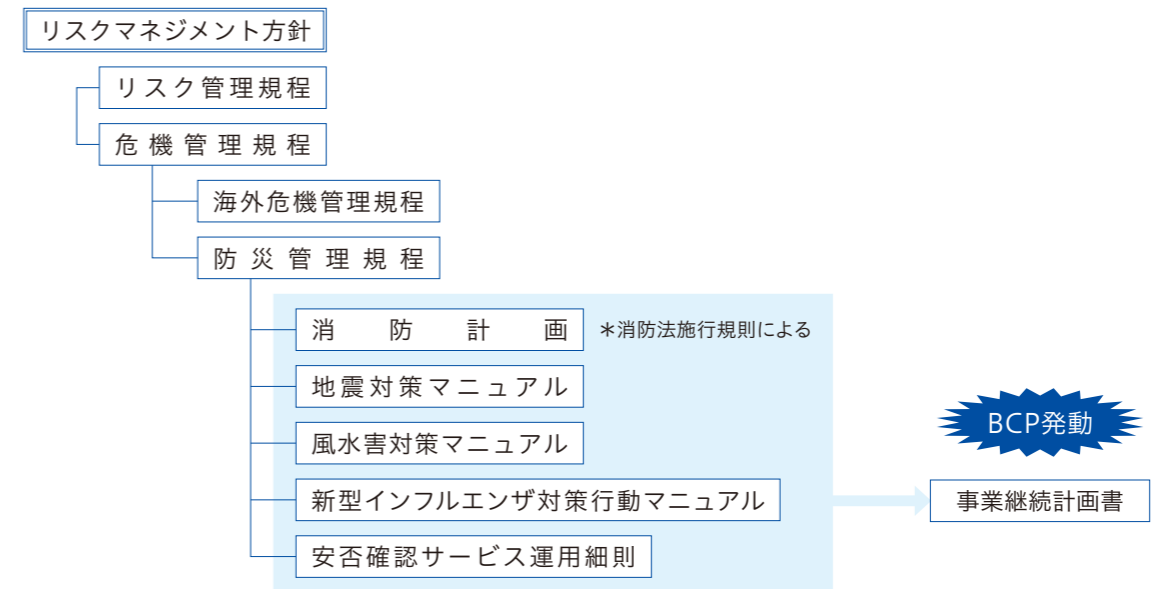 リスクマネジメント方針
リスク管理規程
危機管理規程
海外危機管理規程
防災管理規程
消防計画 ＊消防法施行規則による
地震対策マニュアル
風水害対策マニュアル
新型インフルエンザ対策行動マニュアル
安否確認サービス運用細則
BCP発動
事業継続計画書